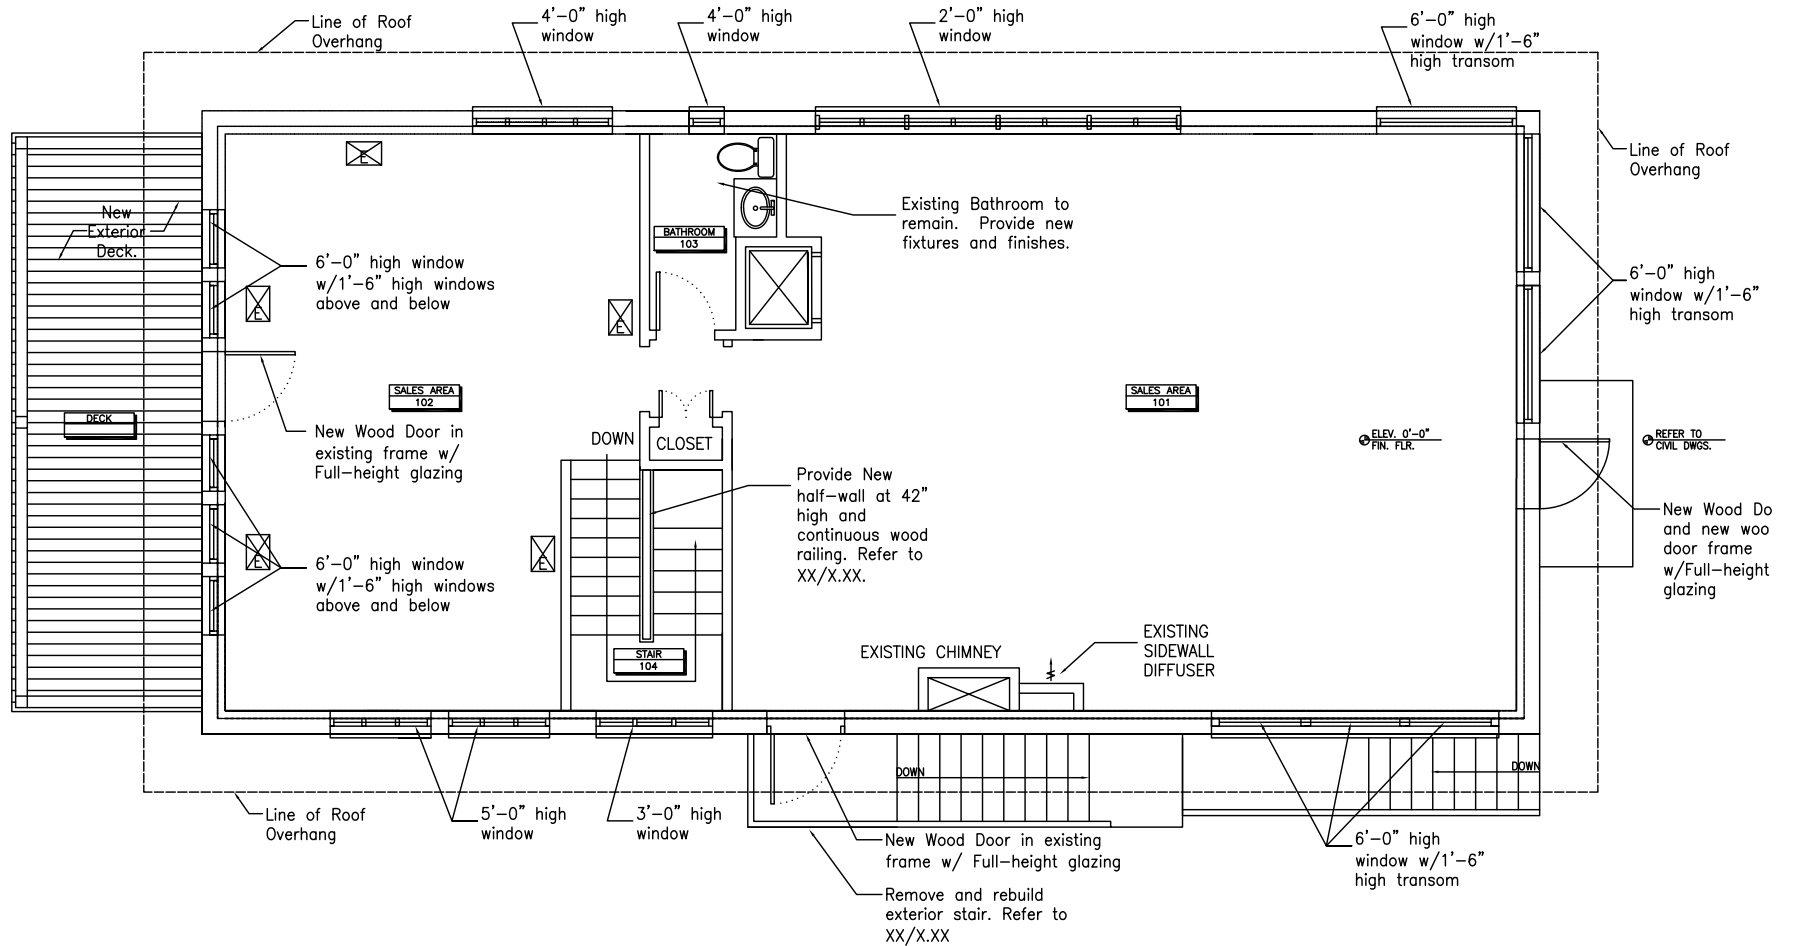 Line of Roof
Overhang
4'-0" high
window
4'-0" high
window
2'-0" high
window
6'-0" high
window w/1'-6"
high transom
Line of Roof
Overhang
E
New
Exterior
Deck.
Existing Bathroom to
remain.  Provide new
fixtures and finishes.
BATHROOM
103
6'-0" high window
w/1'-6" high windows
above and below
E
E
6'-0" high
window w/1'-6"
high transom
SALES AREA
102
SALES AREA
101
DECK
New Wood Door in
existing frame w/
Full-height glazing
DOWN
CLOSET
ELEV. 0'-0"
FIN. FLR.
REFER TO
CIVIL DWGS.
Provide New
half-wall at 42"
high and
continuous wood
railing. Refer to
XX/X.XX.
New Wood Do
and new woo
door frame
w/Full-height
glazing
E
E
6'-0" high window
w/1'-6" high windows
above and below
STAIR
104
EXISTING CHIMNEY
EXISTING
SIDEWALL
DIFFUSER
DOWN
DOWN
Line of Roof
Overhang
5'-0" high
window
3'-0" high
window
New Wood Door in existing
frame w/ Full-height glazing
6'-0" high
window w/1'-6"
high transom
Remove and rebuild
exterior stair. Refer to
XX/X.XX